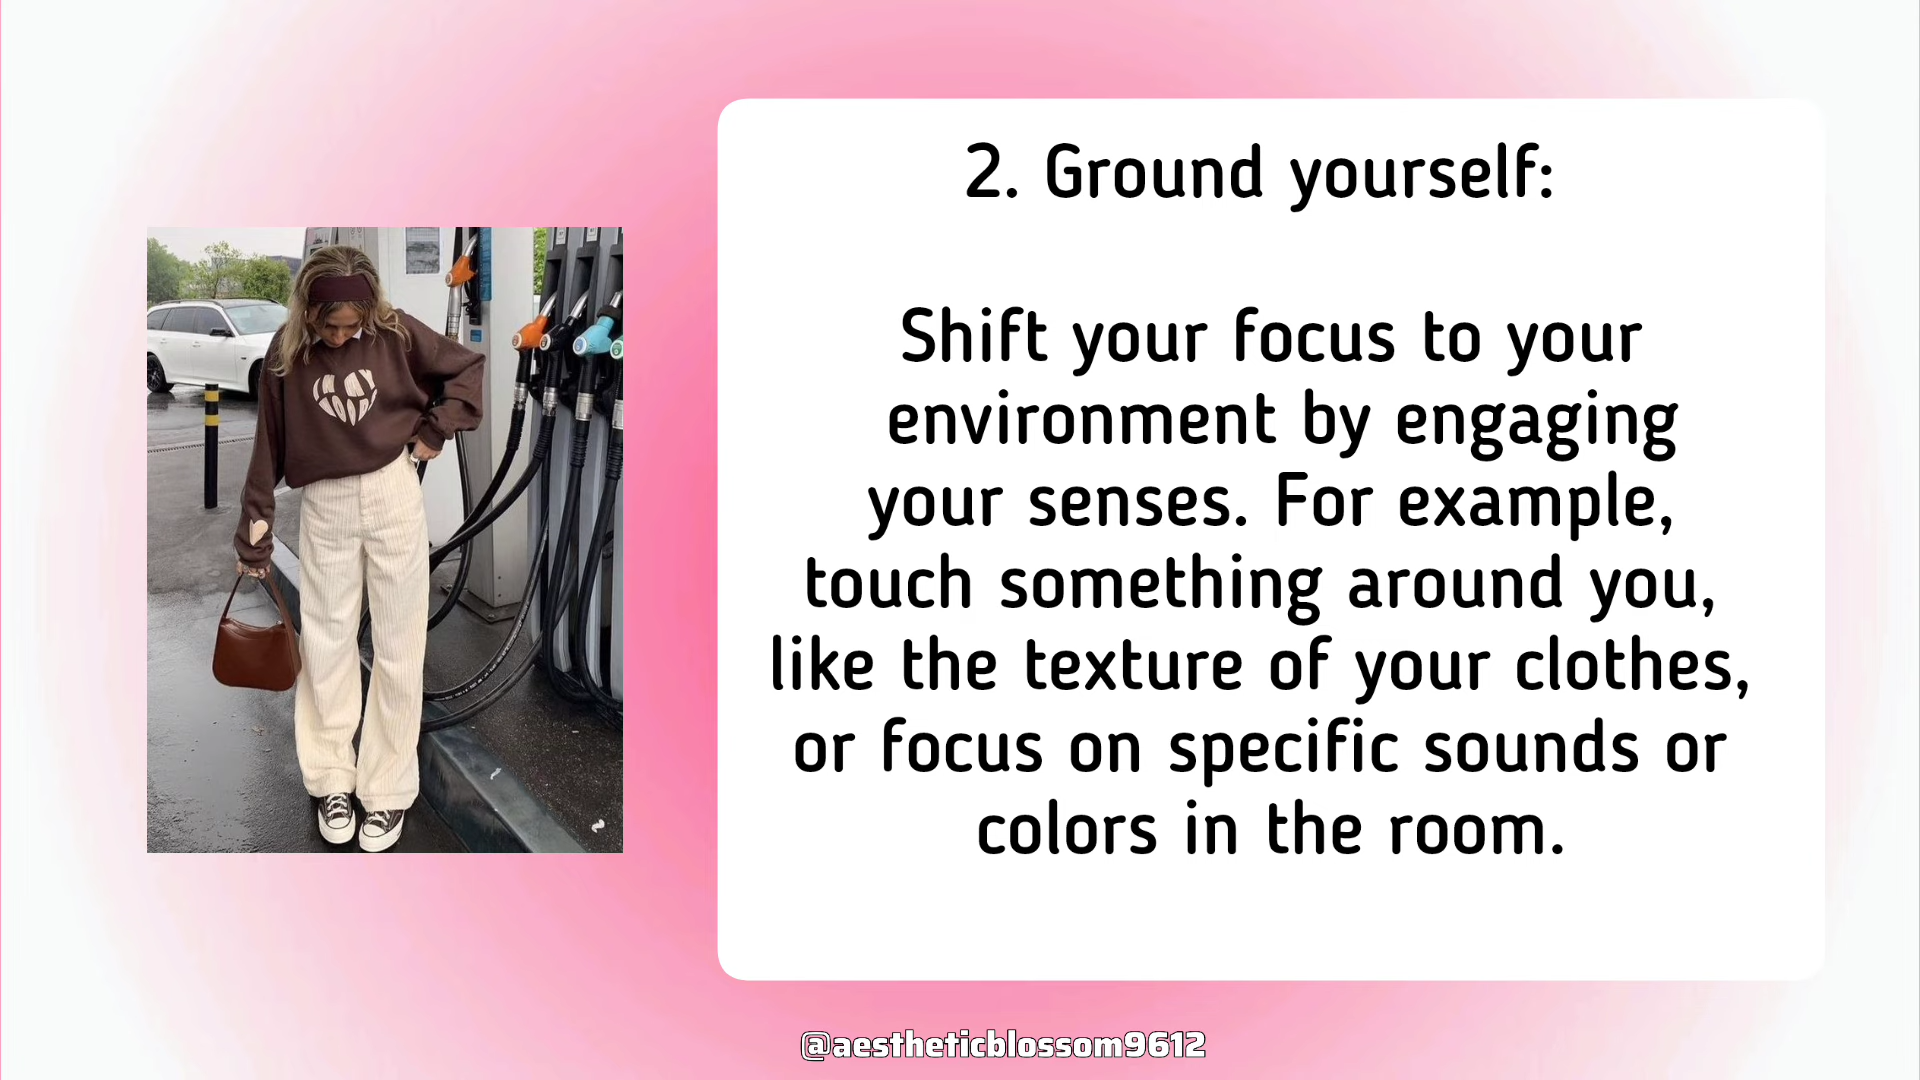 2. Ground yourself:
Shift your focus to your
environment by engaging
your senses. For example,
touch something around you,
like the texture of your clothes,
or focus on specific sounds or
colors in the room.
@aestheticblossom9612